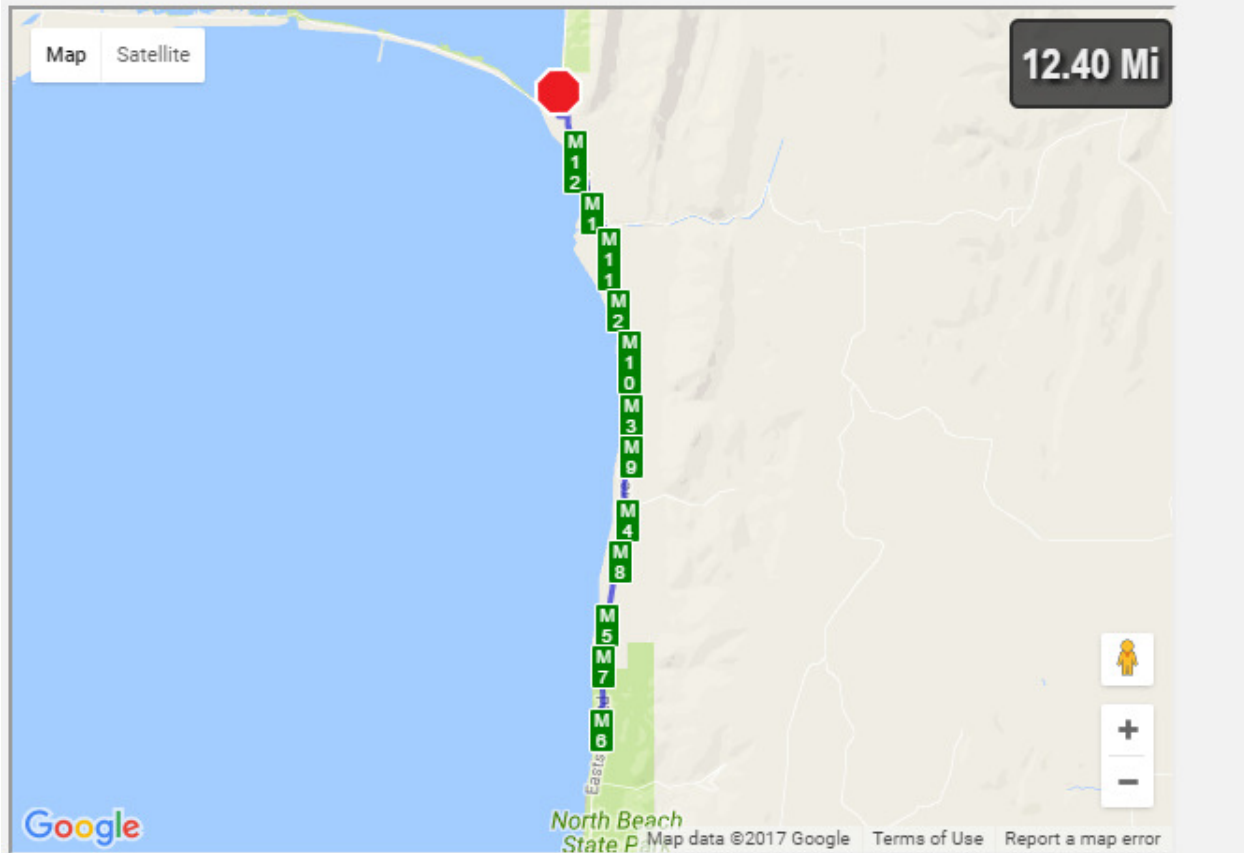 Map Satellite
12.40 Mi
M
1
2
M
1
M
1
1
M
2
M
1
0
M
3
M
9
M
4
M
8
M
5
M
7
M
6
Easts
North Beach
State P
Google
Map data ©2017 Google Terms of Use Report a map error
+
−